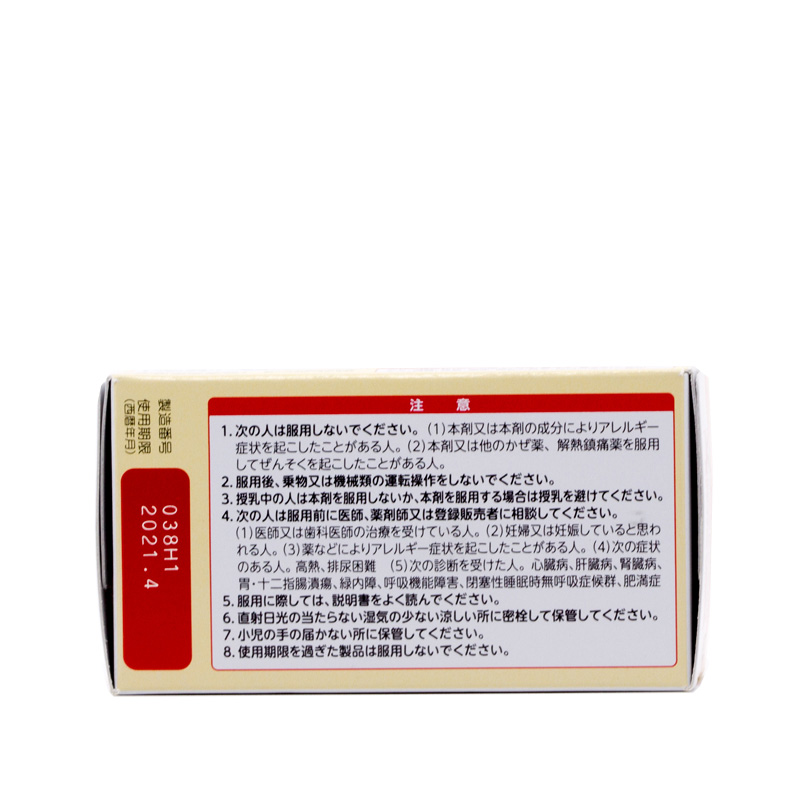 製造番号
使用期限
(西暦年月)
038H1
2021.4
注 意
1. 次の人は服用しないでください。(1)本剤又は本剤の成分によりアレルギー
症状を起こしたことがある人。(2)本剤又は他のかぜ薬、解熱鎮痛薬を服用
してぜんそくを起こしたことがある人。
2. 服用後、乗物又は機械類の運転操作をしないでください。
3. 授乳中の人は本剤を服用しないか、本剤を服用する場合は授乳を避けてください。
4. 次の人は服用前に医師、薬剤師又は登録販売者に相談してください。
(1)医師又は歯科医師の治療を受けている人。(2)妊婦又は妊娠していると思わ
れる人。(3)薬などによりアレルギー症状を起こしたことがある人。(4)次の症状
のある人。高熱、排尿困難 (5)次の診断を受けた人。心臓病、肝臓病、腎臓病、
胃・十二指腸潰瘍、緑内障、呼吸機能障害、閉塞性睡眠時無呼吸症候群、肥満症
5. 服用に際しては、説明書をよく読んでください。
6. 直射日光の当たらない湿気の少ない涼しい所に密栓して保管してください。
7. 小児の手の届かない所に保管してください。
8. 使用期限を過ぎた製品は服用しないでください。